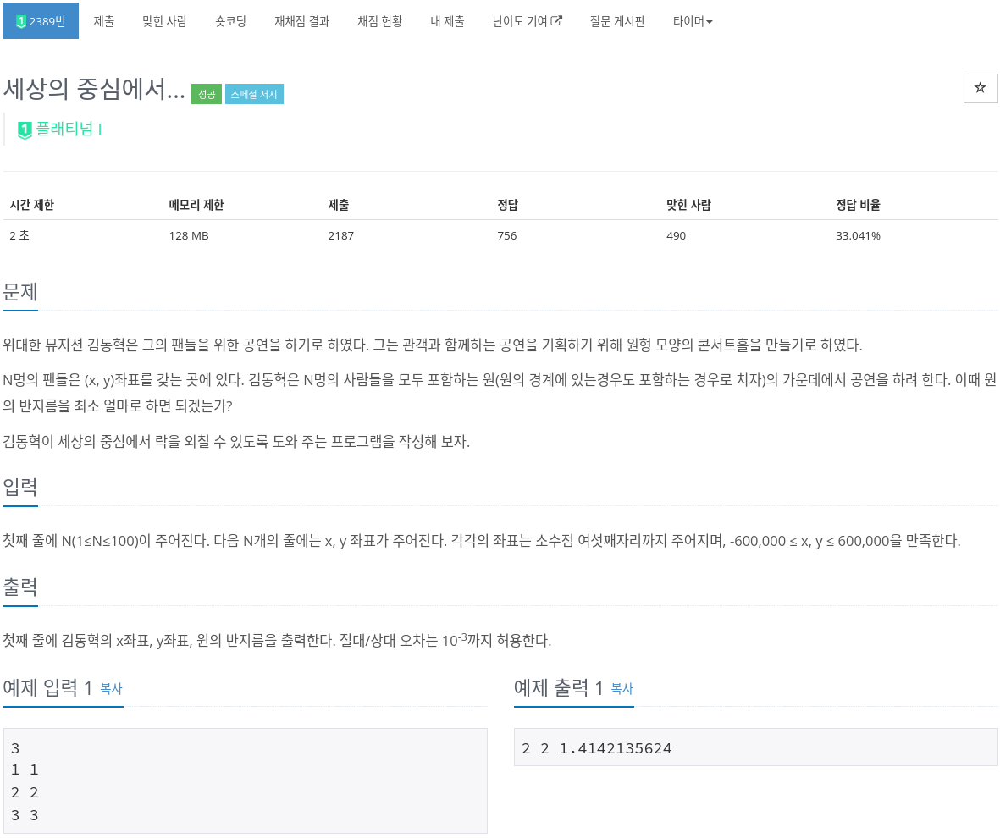 1 2389번 제출 맞힌 사람 숏코딩 재채점 결과 채점 현황 내 제출 난이도 기여 질문 게시판 타이머
세상의 중심에서... 성공 스페셜 저지
1 플래티넘 I
시간 제한 메모리 제한 제출 정답 맞힌 사람 정답 비율
2 초 128 MB 2187 756 490 33.041%
문제
위대한 뮤지션 김동혁은 그의 팬들을 위한 공연을 하기로 하였다. 그는 관객과 함께하는 공연을 기획하기 위해 원형 모양의 콘서트홀을 만들기로 하였다.
N명의 팬들은 (x, y)좌표를 갖는 곳에 있다. 김동혁은 N명의 사람들을 모두 포함하는 원(원의 경계에 있는경우도 포함하는 경우로 치자)의 가운데에서 공연을 하려 한다. 이때 원
의 반지름을 최소 얼마로 하면 되겠는가?
김동혁이 세상의 중심에서 락을 외칠 수 있도록 도와 주는 프로그램을 작성해 보자.
입력
첫째 줄에 N(1≤N≤100)이 주어진다. 다음 N개의 줄에는 x, y 좌표가 주어진다. 각각의 좌표는 소수점 여섯째자리까지 주어지며, -600,000 ≤ x, y ≤ 600,000을 만족한다.
출력
첫째 줄에 김동혁의 x좌표, y좌표, 원의 반지름을 출력한다. 절대/상대 오차는 10-3까지 허용한다.
예제 입력 1 복사
3
1 1
2 2
3 3
예제 출력 1 복사
2 2 1.4142135624